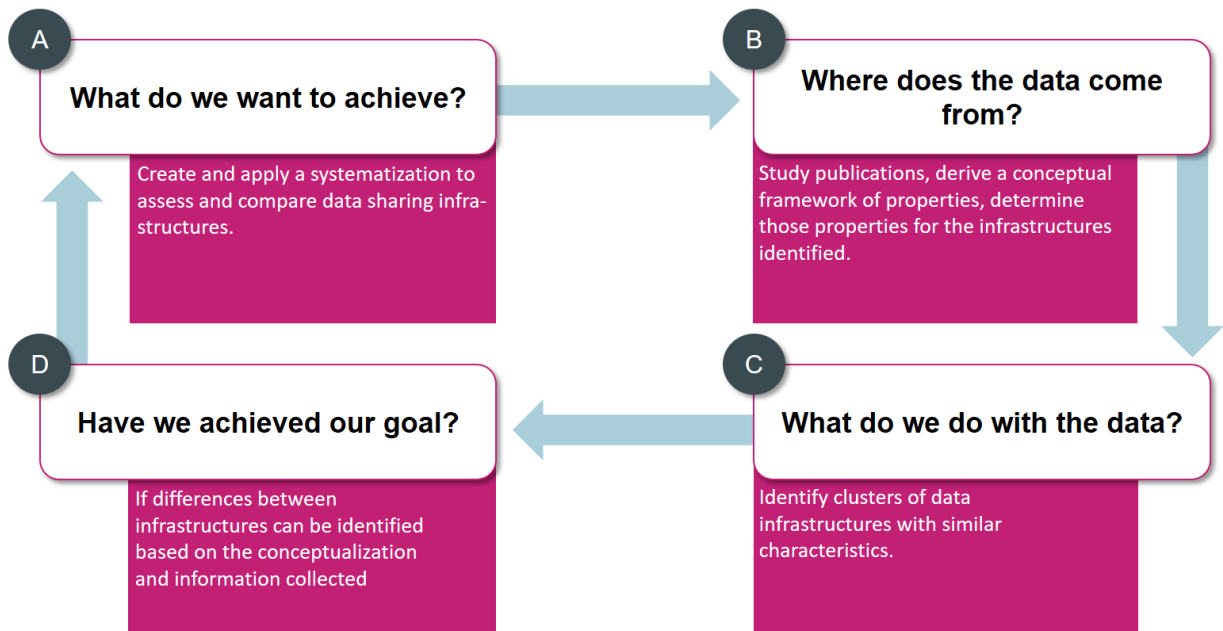 A
What do we want to achieve?
Create and apply a systematization to
assess and compare data sharing infra-
structures.
B
Where does the data come
from?
Study publications, derive a conceptual
framework of properties, determine
those properties for the infrastructures
identified.
C
What do we do with the data?
Identify clusters of data
infrastructures with similar
characteristics.
D
Have we achieved our goal?
If differences between
infrastructures can be identified
based on the conceptualization
and information collected